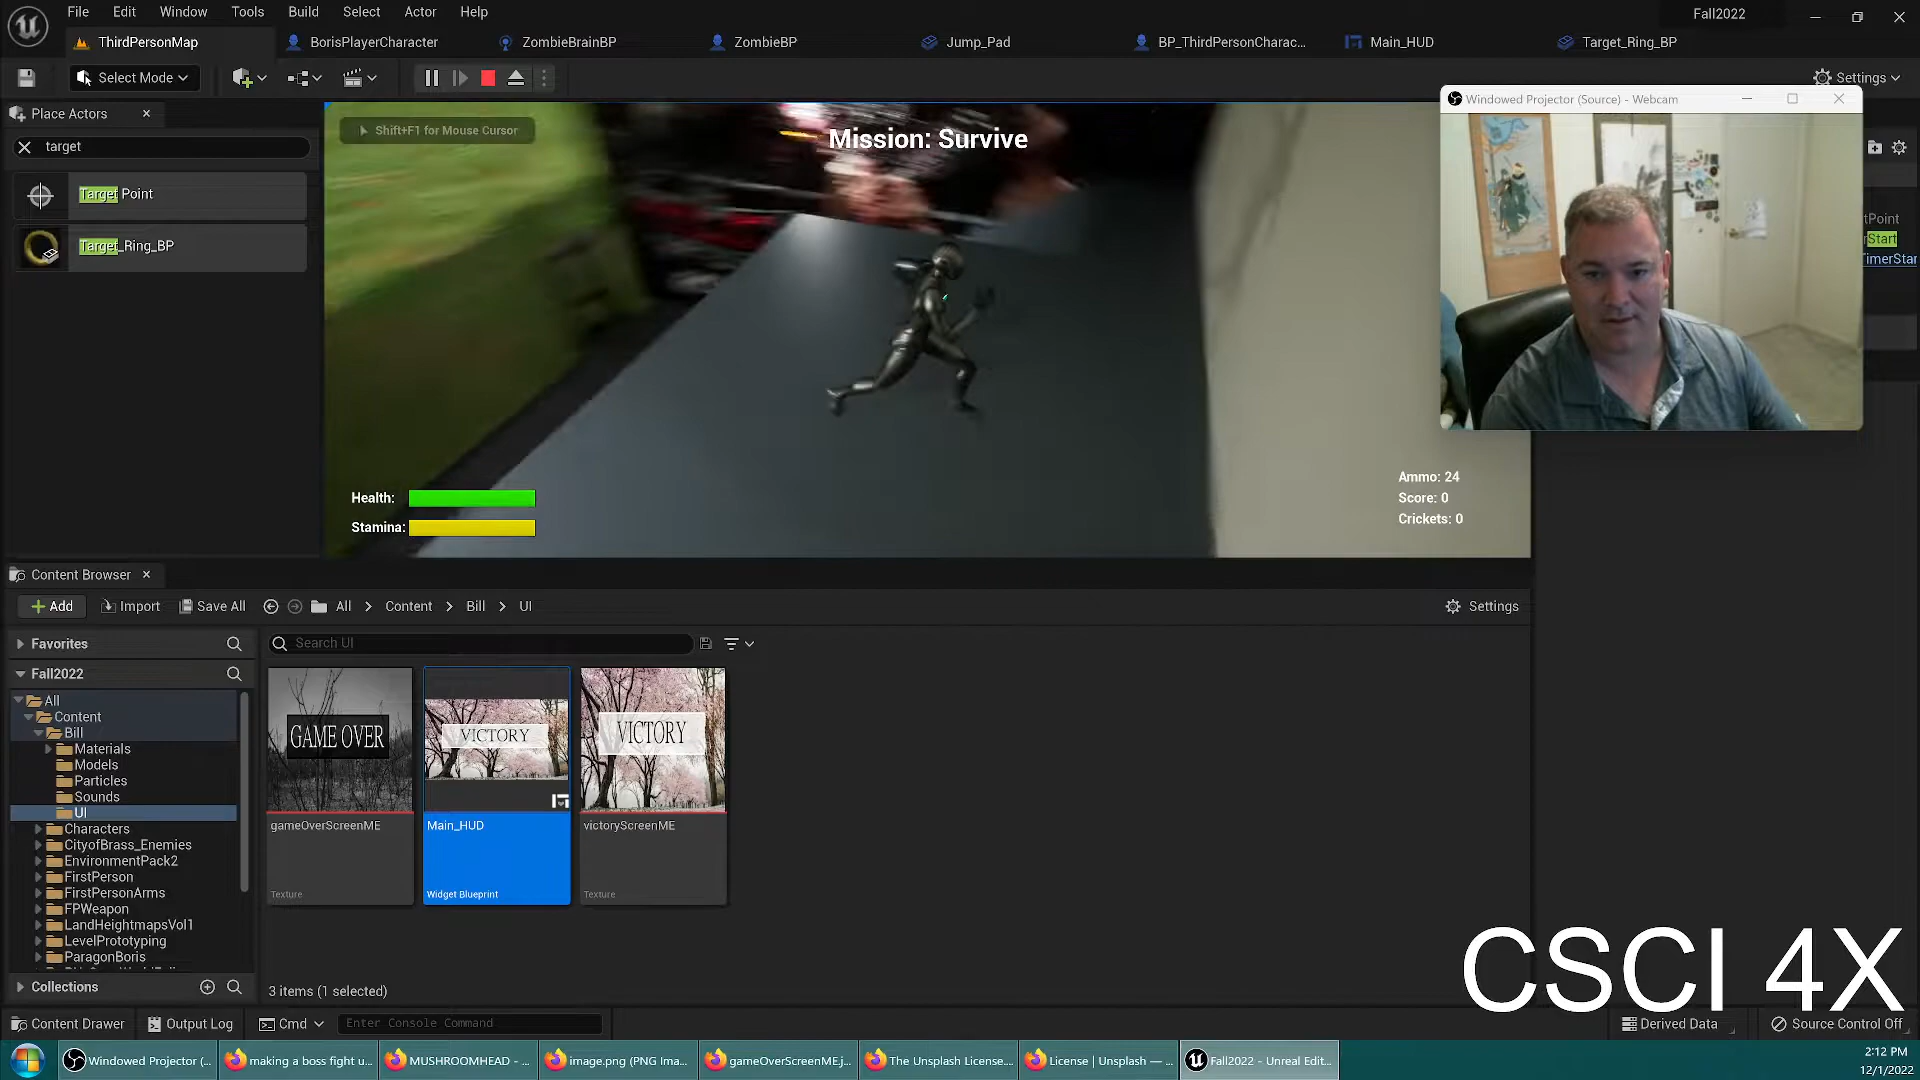 File Edit Window Tools Build Select Actor Help
Fall2022
ThirdPersonMap BorisPlayerCharacter ZombieBrainBP ZombieBP Jump_Pad BP_ThirdPersonCharac... Main_HUD Target_Ring_BP
Select Mode
Settings
Place Actors
Windowed Projector (Source) - Webcam
target
Shift+F1 for Mouse Cursor
Mission: Survive
Target Point
Target_Ring_BP
tPoint
Start
TimerStar
Health:
Stamina:
Ammo: 24
Score: 0
Crickets: 0
Content Browser
Add Import Save All All Content Bill UI Settings
Favorites
Search UI
Fall2022
All
Content
Bill
Materials
Models
Particles
Sounds
UI
Characters
CityofBrass_Enemies
EnvironmentPack2
FirstPerson
FirstPersonArms
FPWeapon
LandHeightmapsVol1
LevelPrototyping
ParagonBoris
GAME OVER
VICTORY
VICTORY
gameOverScreenME
Main_HUD
victoryScreenME
Texture
Widget Blueprint
Texture
CSCI 4X
Collections
3 items (1 selected)
Content Drawer Output Log Cmd Enter Console Command Derived Data Source Control Off
Windowed Projector (... making a boss fight u... MUSHROOMHEAD - ... image.png (PNG Ima... gameOverScreenME.j... The Unsplash License... License | Unsplash — ... Fall2022 - Unreal Edit...
2:12 PM
12/1/2022